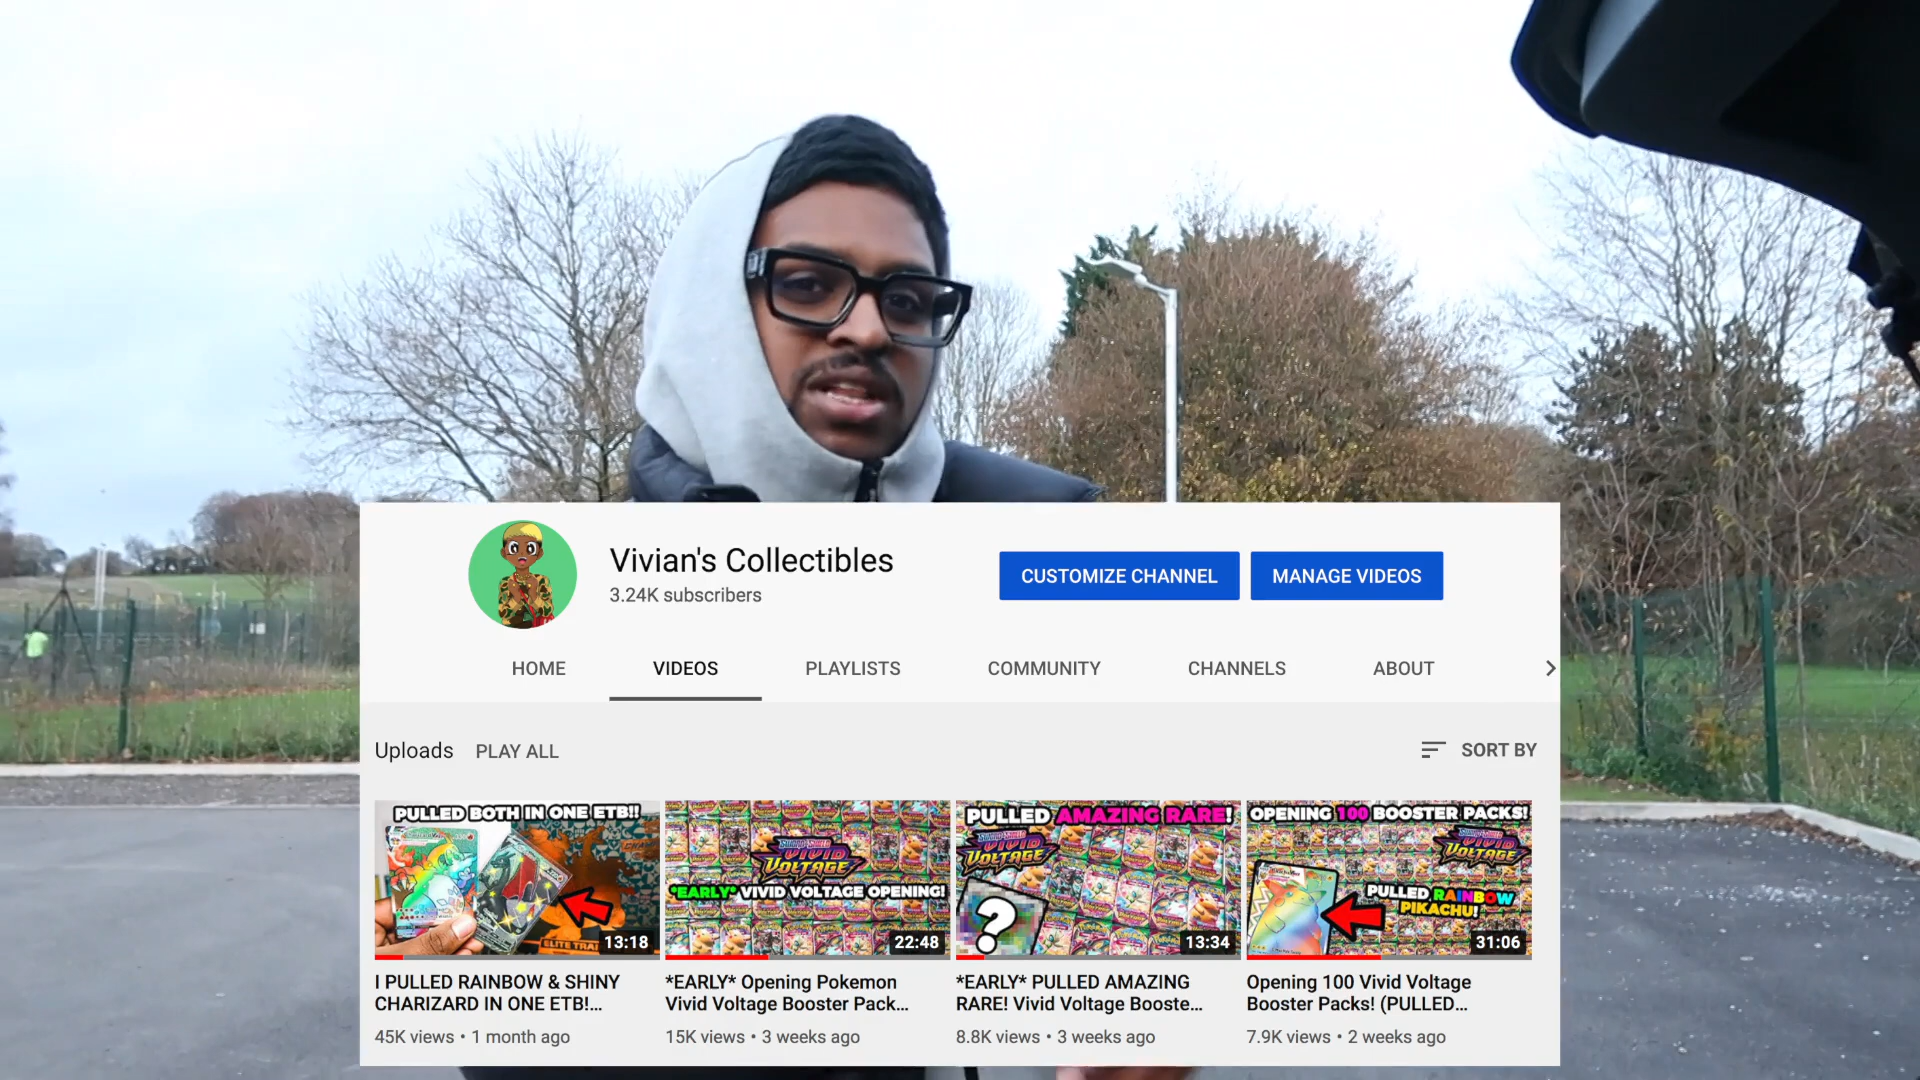 Vivian's Collectibles
3.24K subscribers
CUSTOMIZE CHANNEL
MANAGE VIDEOS
HOME
VIDEOS
PLAYLISTS
COMMUNITY
CHANNELS
ABOUT
Uploads
PLAY ALL
SORT BY
PULLED BOTH IN ONE ETB!!
13:18
I PULLED RAINBOW & SHINY
CHARIZARD IN ONE ETB!...
45K views • 1 month ago
VIVID
VOLTAGE
*EARLY* VIVID VOLTAGE OPENING!
22:48
*EARLY* Opening Pokemon
Vivid Voltage Booster Pack...
15K views • 3 weeks ago
PULLED AMAZING RARE!
VIVID
VOLTAGE
?
13:34
*EARLY* PULLED AMAZING
RARE! Vivid Voltage Booste...
8.8K views • 3 weeks ago
OPENING 100 BOOSTER PACKS!
VIVID
VOLTAGE
PULLED RAINBOW
PIKACHU!
31:06
Opening 100 Vivid Voltage
Booster Packs! (PULLED...
7.9K views • 2 weeks ago